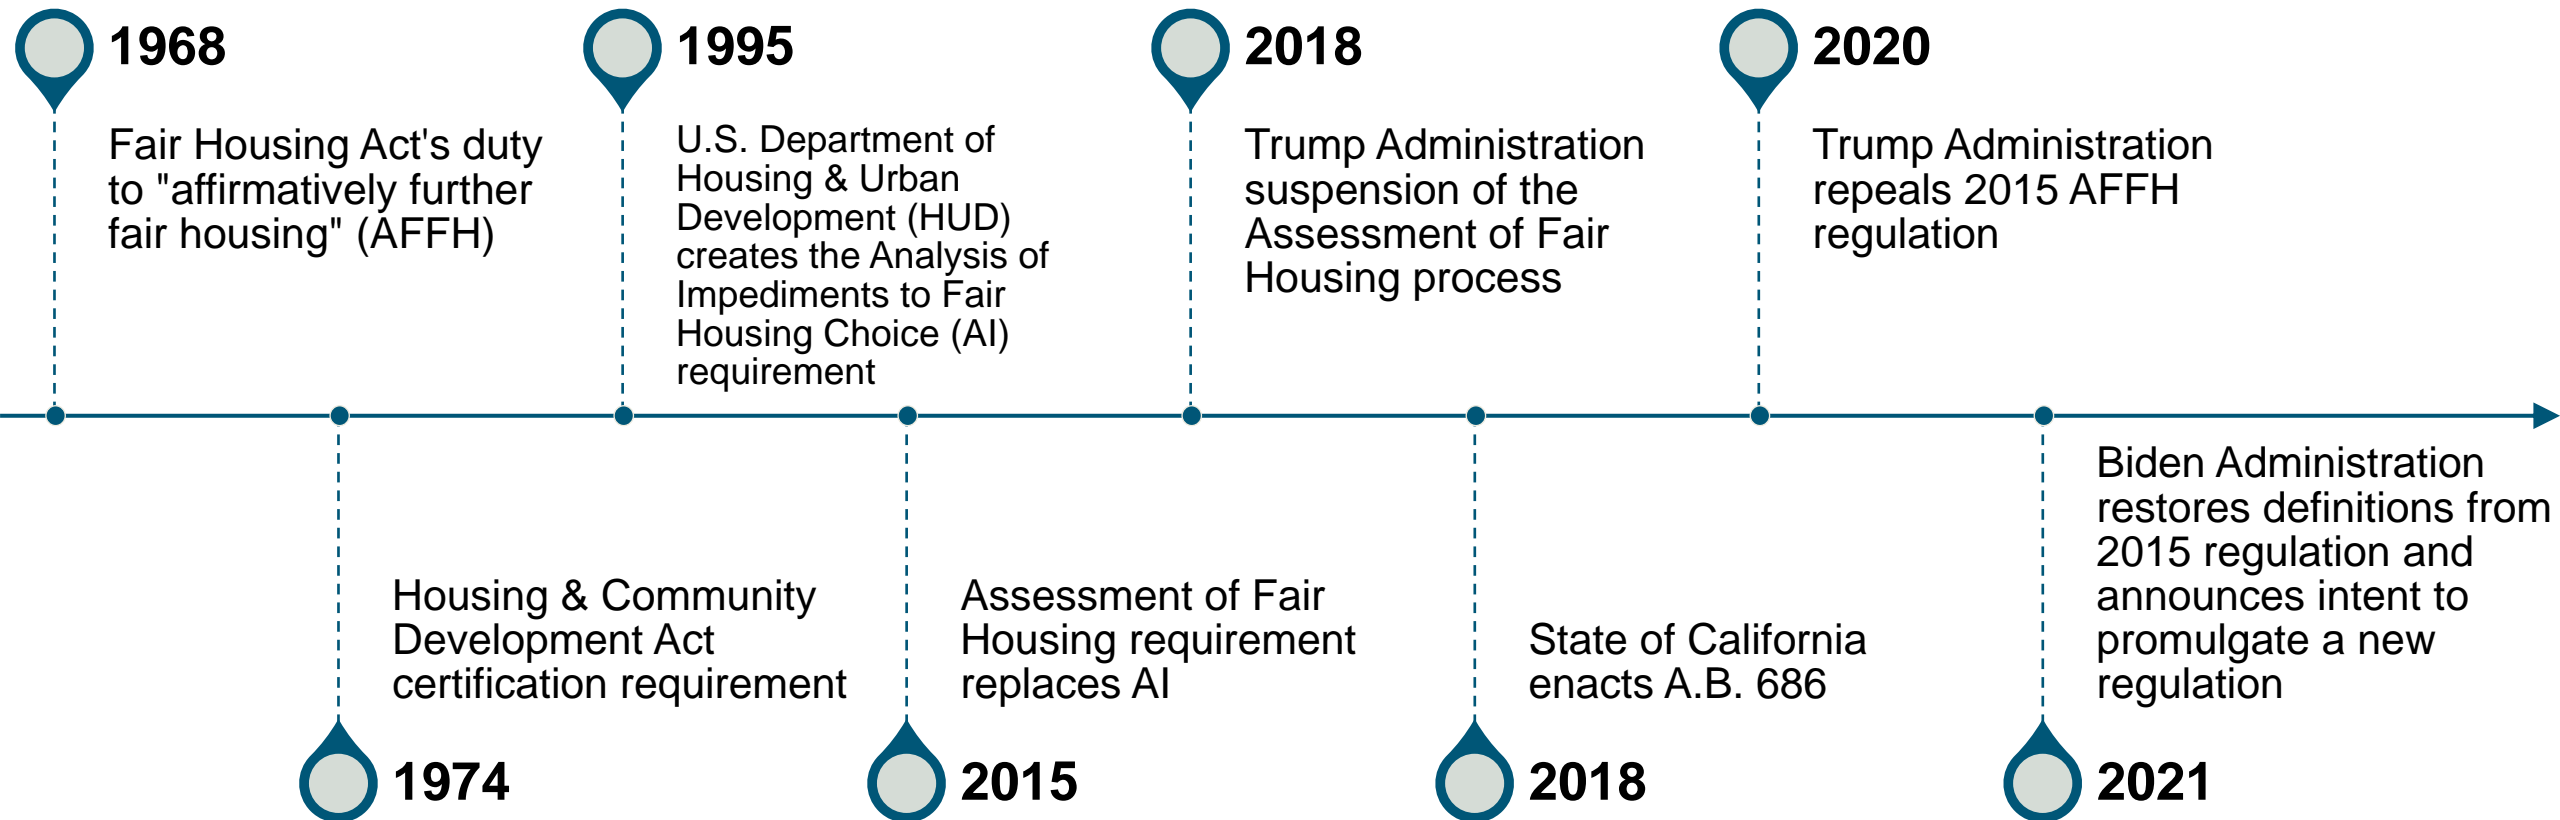 1968
Fair Housing Act's duty
to "affirmatively further
fair housing" (AFFH)
1974
Housing & Community
Development Act
certification requirement
1995
U.S. Department of
Housing & Urban
Development (HUD)
creates the Analysis of
Impediments to Fair
Housing Choice (AI)
requirement
2015
Assessment of Fair
Housing requirement
replaces AI
2018
Trump Administration
suspension of the
Assessment of Fair
Housing process
2018
State of California
enacts A.B. 686
2020
Trump Administration
repeals 2015 AFFH
regulation
2021
Biden Administration
restores definitions from
2015 regulation and
announces intent to
promulgate a new
regulation